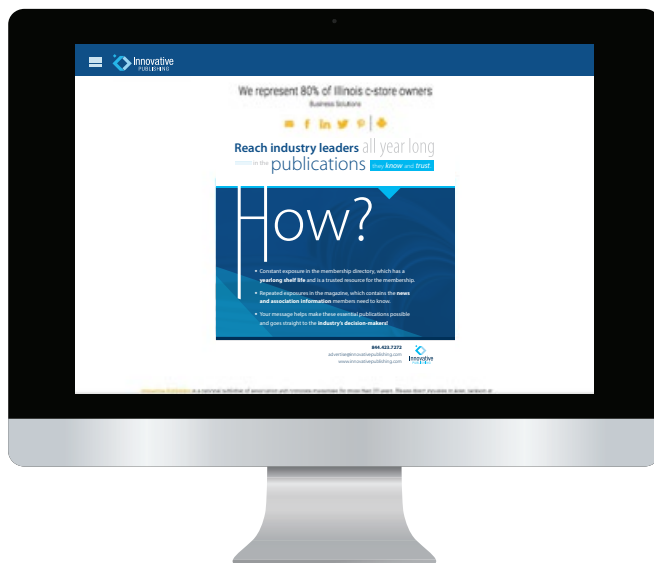 Innovative
PUBLISHING
We represent 80% of Illinois c-store owners
Business Solutions
Reach industry leaders all year long
in the publications they know and trust.
How?
• Constant exposure in the membership directory, which has a
yearlong shelf life and is a trusted resource for the membership.
• Repeated exposures in the magazine, which contains the news
and association information members need to know.
• Your message helps make these essential publications possible
and goes straight to the industry's decision-makers!
844.423.7272
advertise@innovativepublishing.com
www.innovativepublishing.com
Innovative
PUBLISHING